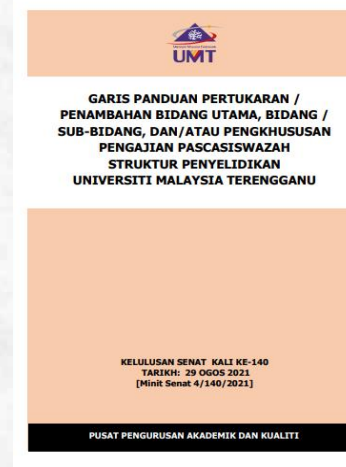 UMT
GARIS PANDUAN PERTUKARAN /
PENAMBAHAN BIDANG UTAMA, BIDANG /
SUB-BIDANG, DAN/ATAU PENGKHUSUSAN
PENGAJIAN PASCASISWAZAH
STRUKTUR PENYELIDIKAN
UNIVERSITI MALAYSIA TERENGGANU
KELULUSAN SENAT KALI KE-140
TARIKH: 29 OGOS 2021
[Minit Senat 4/140/2021]
PUSAT PENGURUSAN AKADEMIK DAN KUALITI